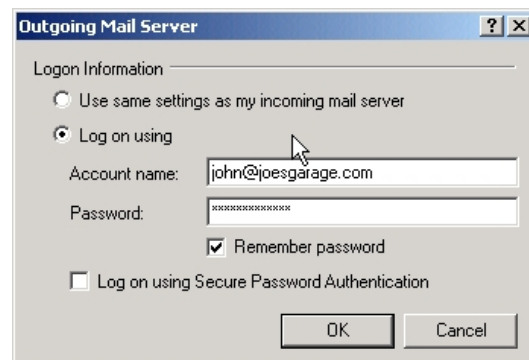 Outgoing Mail Server
Logon Information
Use same settings as my incoming mail server
Log on using
Account name: john@joesgarage.com
Password: *************
Remember password
Log on using Secure Password Authentication
OK Cancel